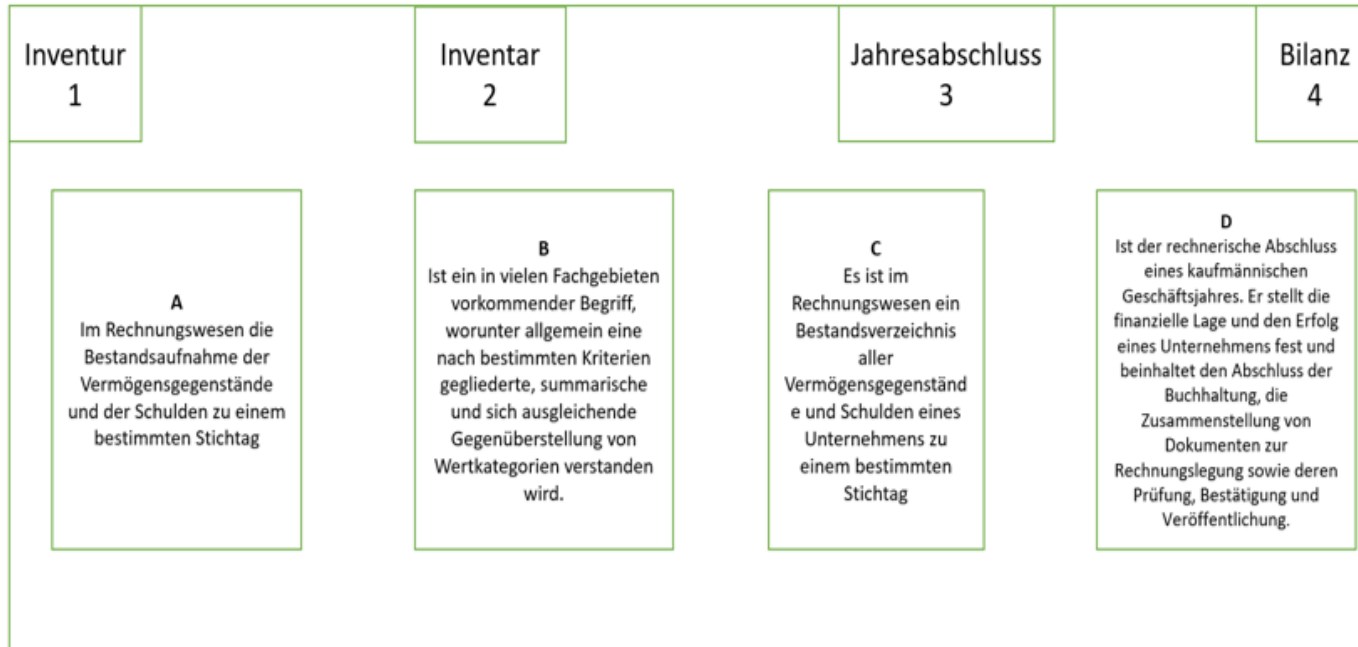 Inventur
1
Inventar
2
Jahresabschluss
3
Bilanz
4
A
Im Rechnungswesen die
Bestandsaufnahme der
Vermögensgegenstände
und der Schulden zu einem
bestimmten Stichtag
B
Ist ein in vielen Fachgebieten
vorkommender Begriff,
worunter allgemein eine
nach bestimmten Kriterien
gegliederte, summarische
und sich ausgleichende
Gegenüberstellung von
Wertkategorien verstanden
wird.
C
Es ist im
Rechnungswesen ein
Bestandsverzeichnis
aller
Vermögensgegenständ
e und Schulden eines
Unternehmens zu
einem bestimmten
Stichtag
D
Ist der rechnerische Abschluss
eines kaufmännischen
Geschäftsjahres. Er stellt die
finanzielle Lage und den Erfolg
eines Unternehmens fest und
beinhaltet den Abschluss der
Buchhaltung, die
Zusammenstellung von
Dokumenten zur
Rechnungslegung sowie deren
Prüfung, Bestätigung und
Veröffentlichung.